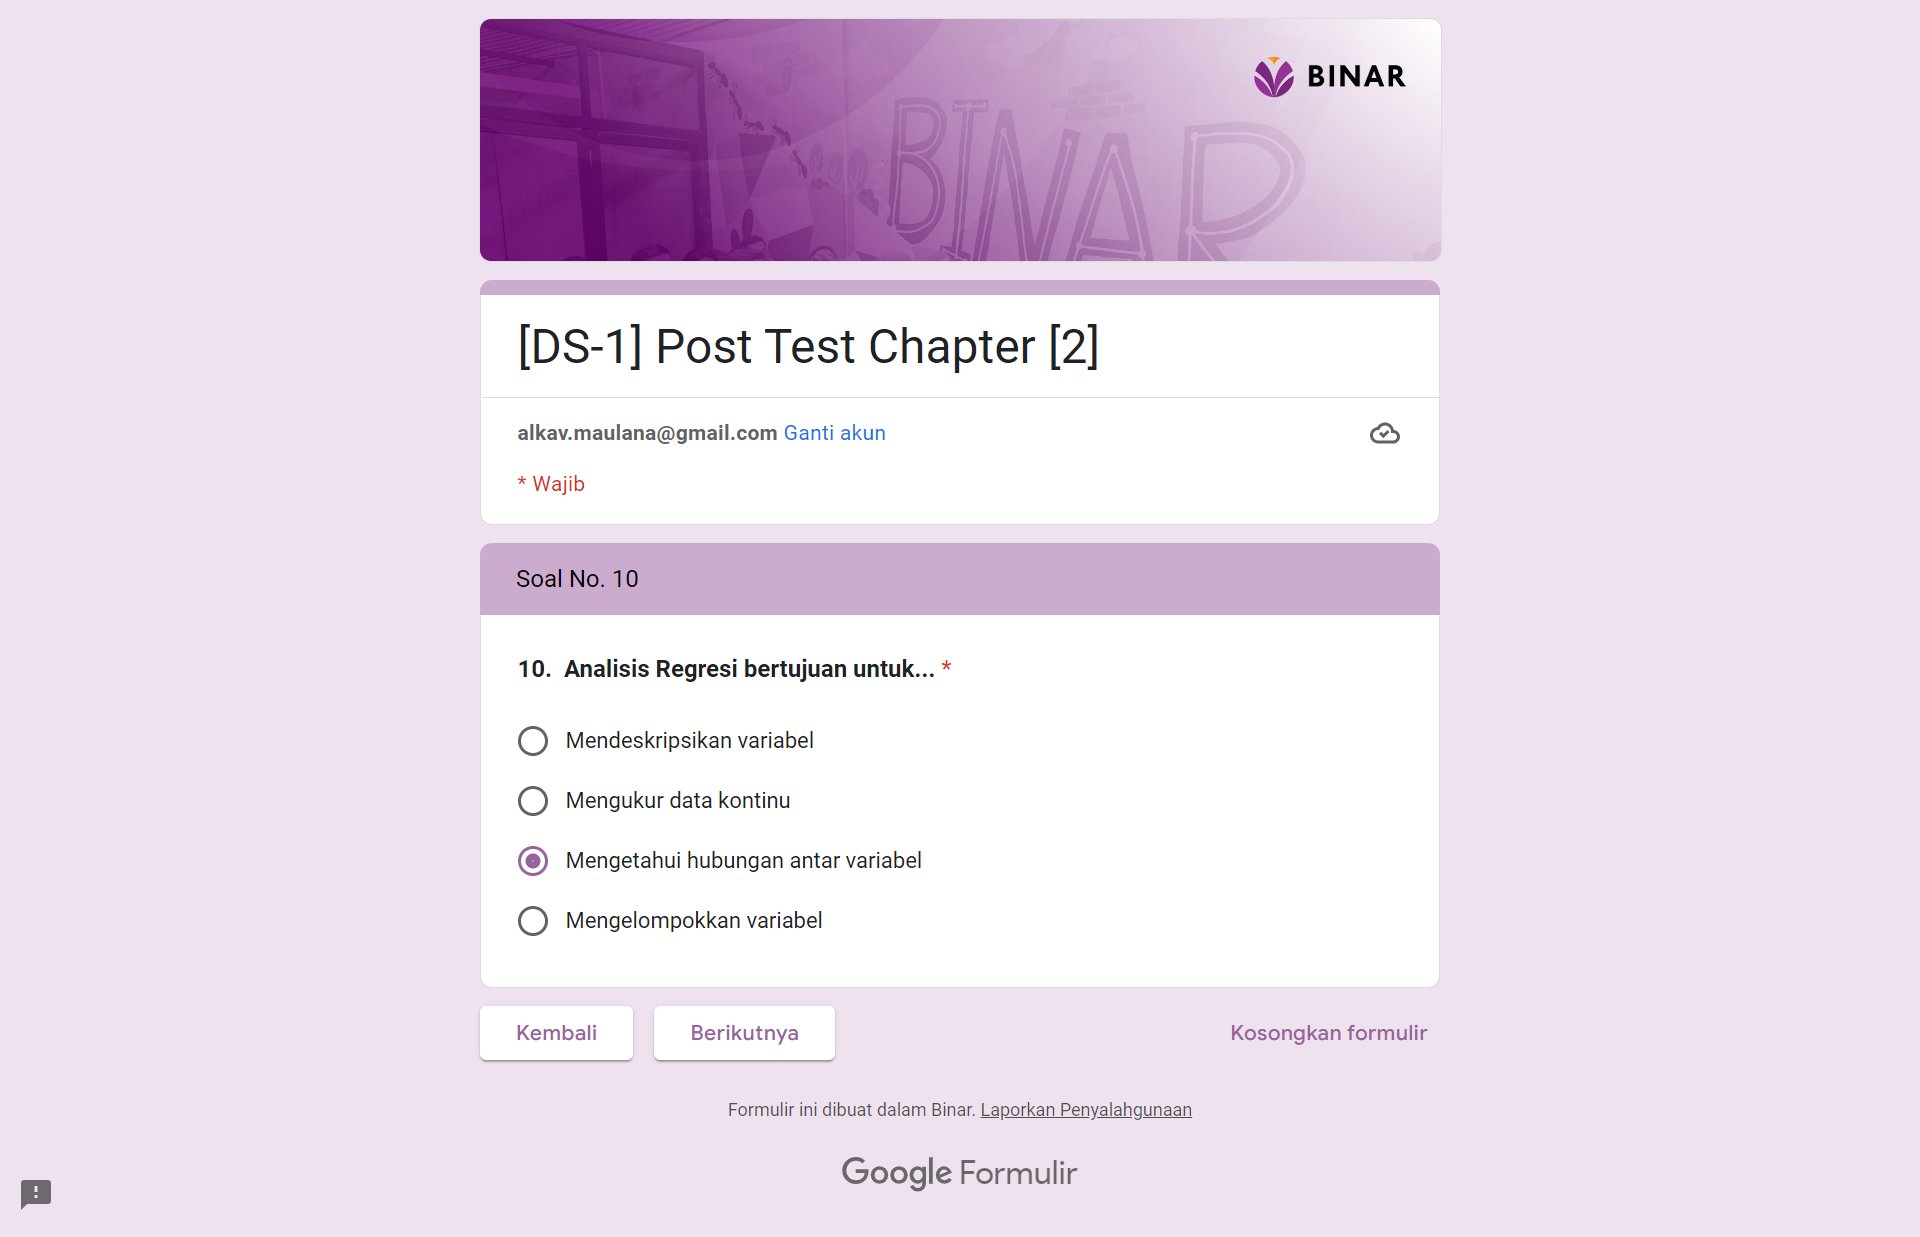 BINAR
BINAR
[DS-1] Post Test Chapter [2]
alkav.maulana@gmail.com Ganti akun
* Wajib
Soal No. 10
10. Analisis Regresi bertujuan untuk... *
Mendeskripsikan variabel
Mengukur data kontinu
Mengetahui hubungan antar variabel
Mengelompokkan variabel
Kembali
Berikutnya
Kosongkan formulir
Formulir ini dibuat dalam Binar. Laporkan Penyalahgunaan
Google Formulir